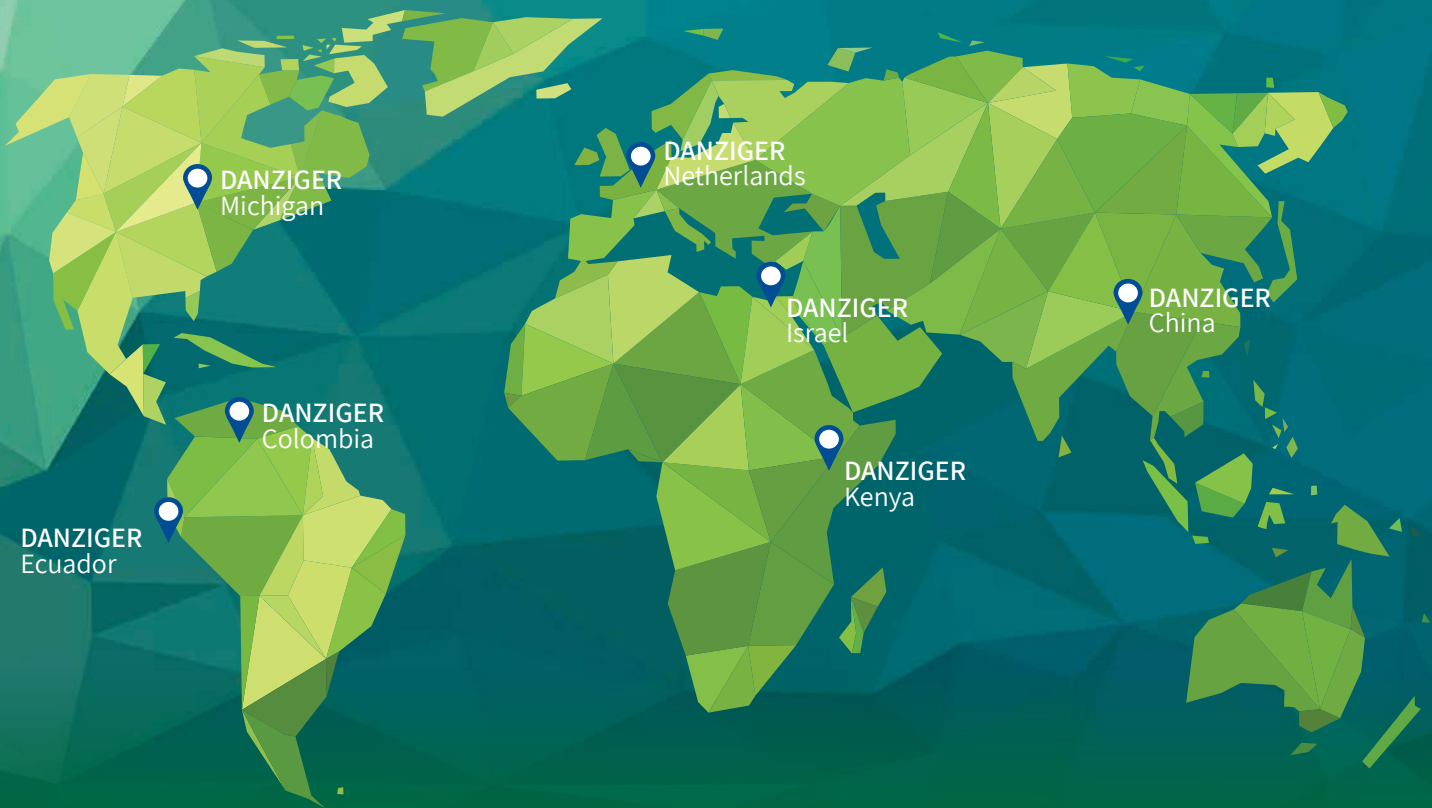 DANZIGER
Netherlands
DANZIGER
Michigan
DANZIGER
Israel
DANZIGER
China
DANZIGER
Colombia
DANZIGER
Kenya
DANZIGER
Ecuador